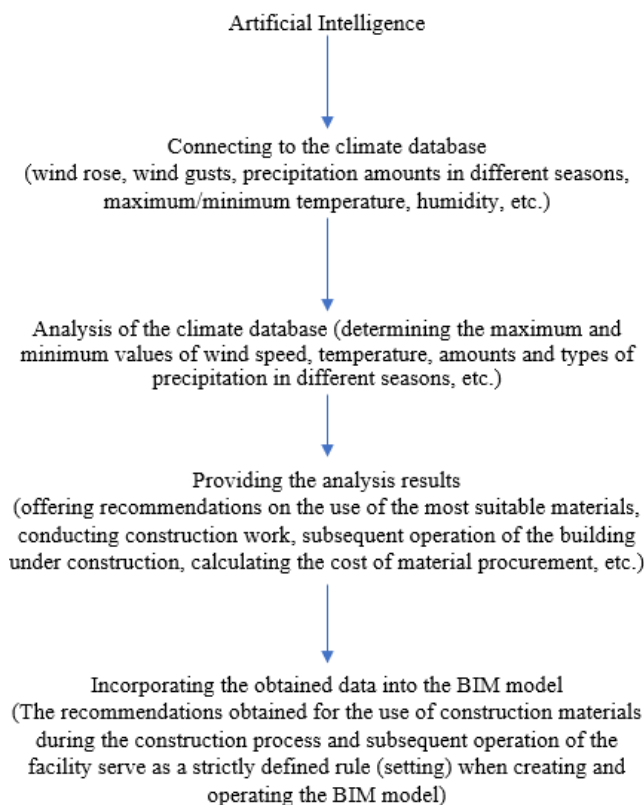 Artificial Intelligence
Connecting to the climate database
(wind rose, wind gusts, precipitation amounts in different seasons,
maximum/minimum temperature, humidity, etc.)
Analysis of the climate database (determining the maximum and
minimum values of wind speed, temperature, amounts and types of
precipitation in different seasons, etc.)
Providing the analysis results
(offering recommendations on the use of the most suitable materials,
conducting construction work, subsequent operation of the building
under construction, calculating the cost of material procurement, etc.)
Incorporating the obtained data into the BIM model
(The recommendations obtained for the use of construction materials
during the construction process and subsequent operation of the
facility serve as a strictly defined rule (setting) when creating and
operating the BIM model)